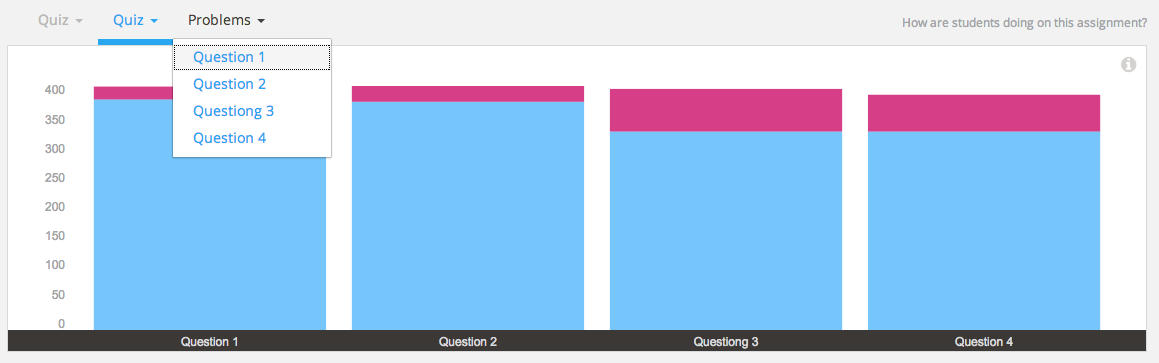 Quiz Quiz Problems How are students doing on this assignment?
Question 1
Question 2
Questiong 3
Question 4
400
350
300
250
200
150
100
50
0
Question 1 Question 2 Questiong 3 Question 4